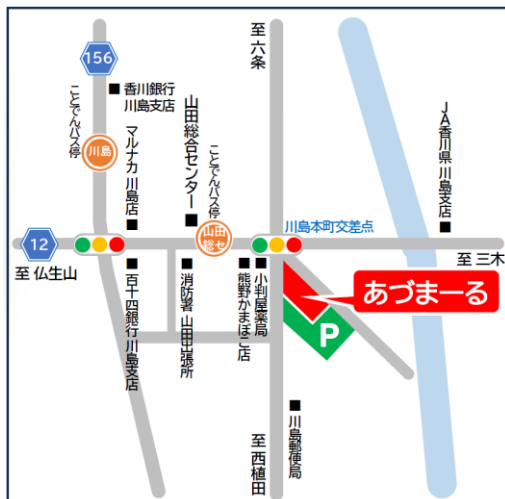 156
至六条
■ 香川銀行
川島支店
ことでんバス停
川島
マルナカ 川島店 ■
山田総合センター ■
ことでんバス停
山田
総セ
JA香川県 川島支店 ■
川島本町交差点
12
至 仏生山
至 三木
■ 百十四銀行 川島支店
■ 消防署 山田出張所
■ 熊野かまぼこ店
■ 小判屋薬局
あづまーる
P
■ 川島郵便局
至西植田